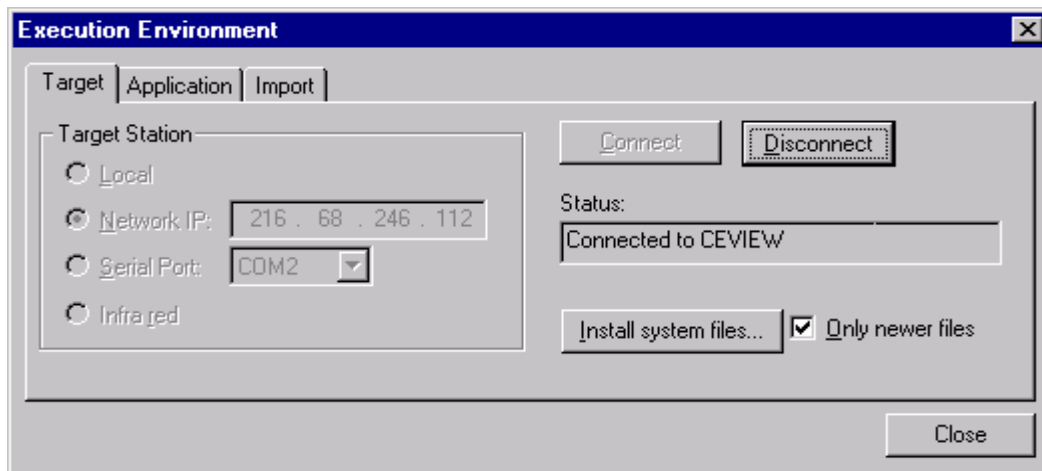 Execution Environment
Target Application Import
Target Station
Local
Network IP: 216 . 68 . 246 . 112
Serial Port: COM2
Infra red
Connect Disconnect
Status:
Connected to CEVIEW
Install system files... Only newer files
Close